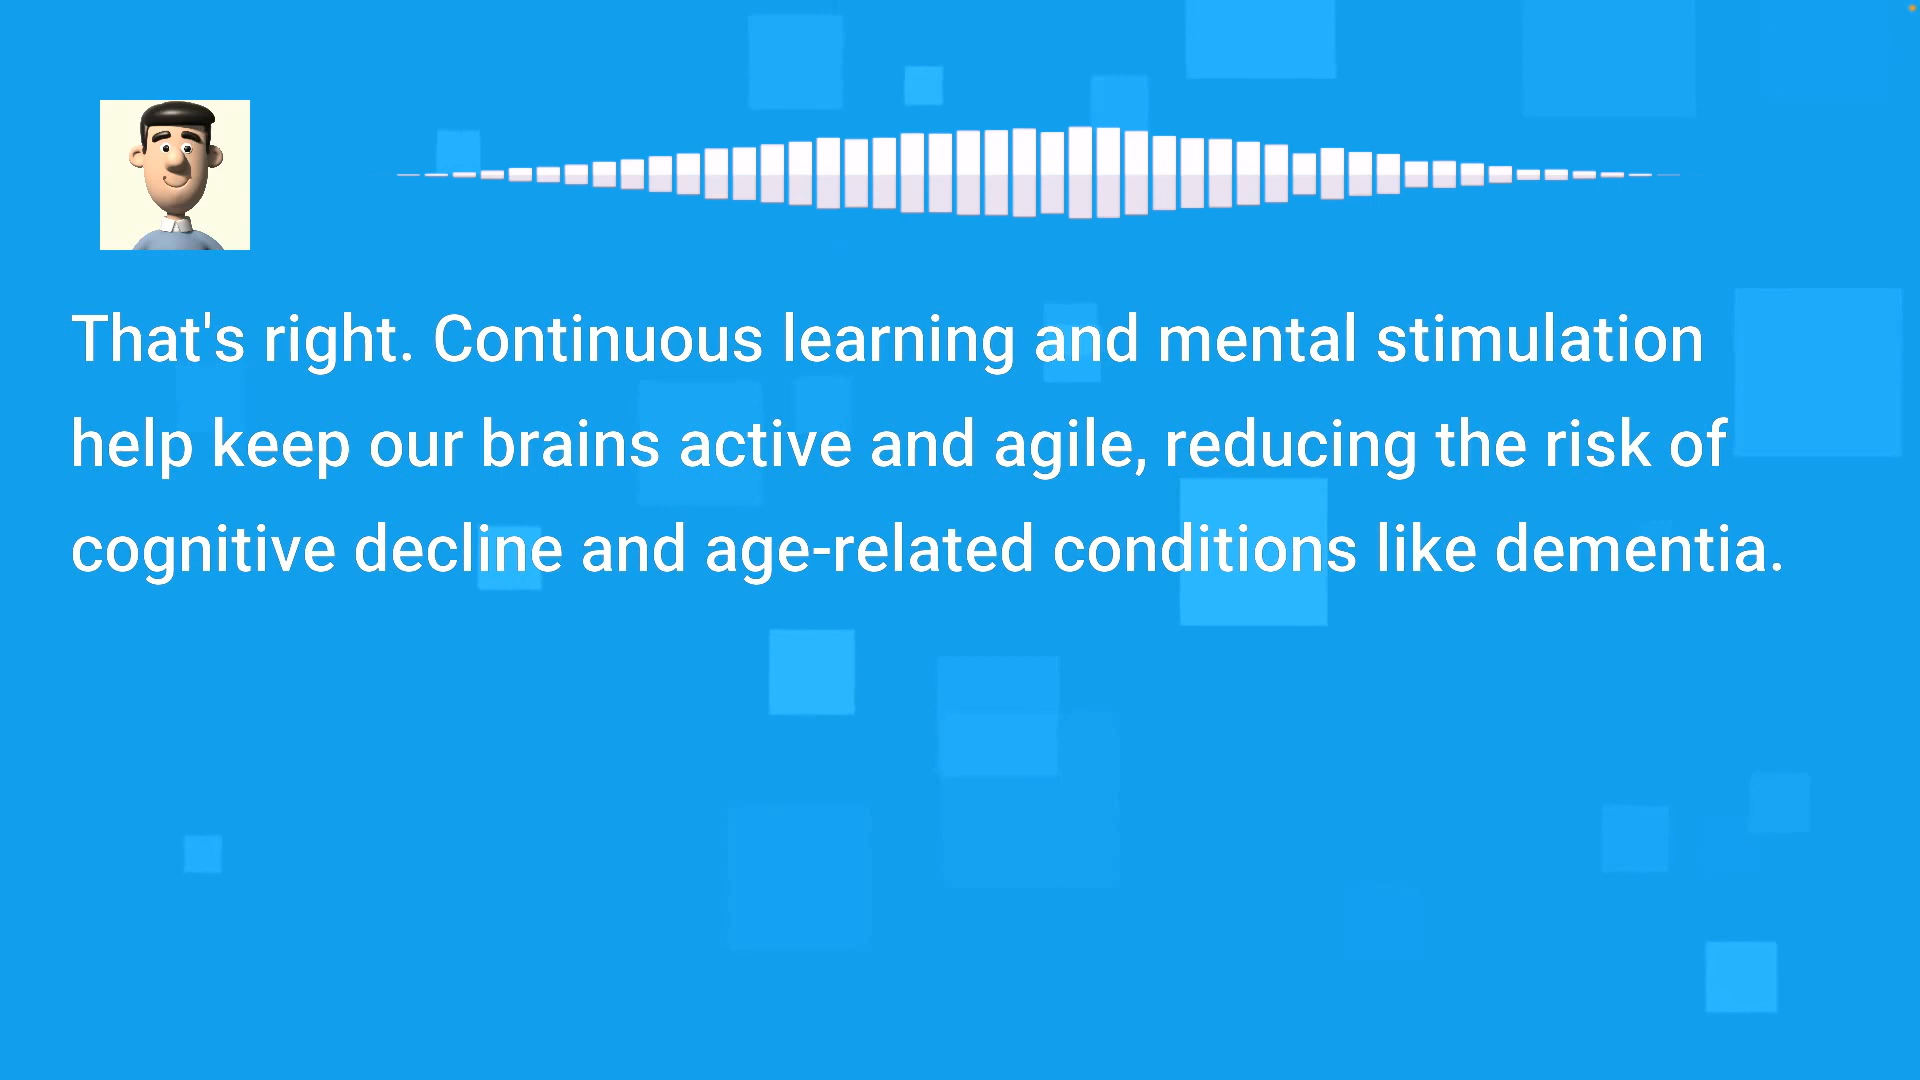 That's right. Continuous learning and mental stimulation
help keep our brains active and agile, reducing the risk of
cognitive decline and age-related conditions like dementia.